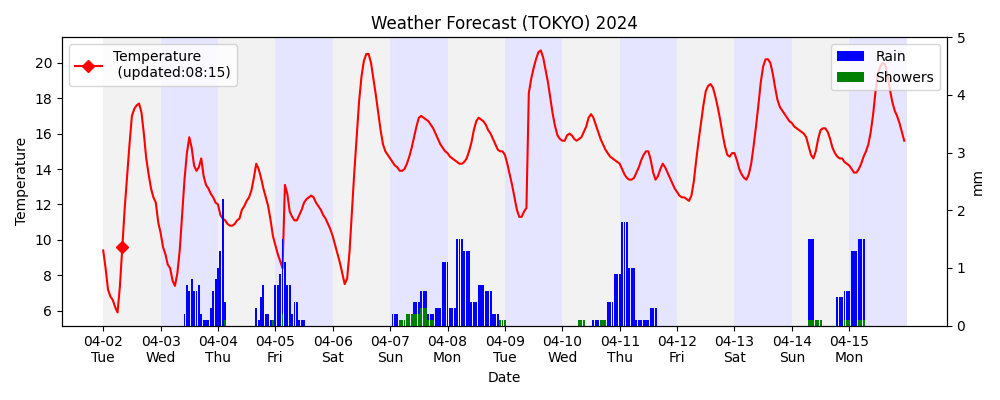 Weather Forecast (TOKYO) 2024
Temperature
(updated:08:15)
Rain
Showers
Temperature
20
18
16
14
12
10
8
6
5
4
3
2
1
0
mm
04-02 04-03 04-04 04-05 04-06 04-07 04-08 04-09 04-10 04-11 04-12 04-13 04-14 04-15
Tue Wed Thu Fri Sat Sun Mon Tue Wed Thu Fri Sat Sun Mon
Date